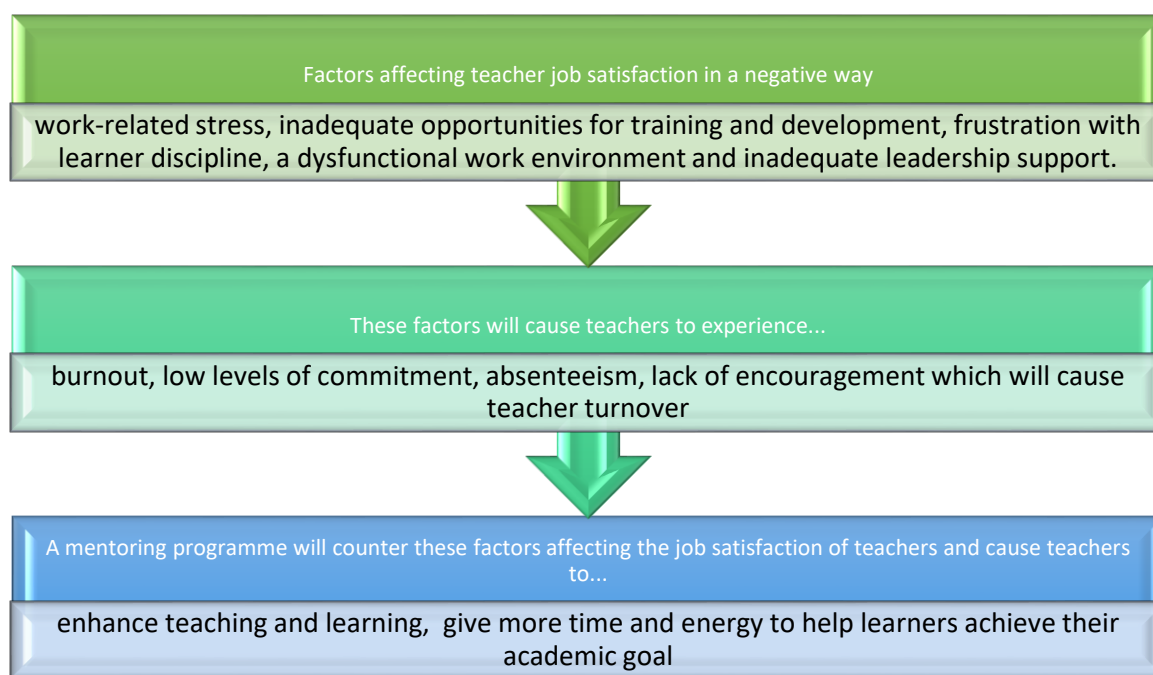 Factors affecting teacher job satisfaction in a negative way
work-related stress, inadequate opportunities for training and development, frustration with
learner discipline, a dysfunctional work environment and inadequate leadership support.
These factors will cause teachers to experience...
burnout, low levels of commitment, absenteeism, lack of encouragement which will cause
teacher turnover
A mentoring programme will counter these factors affecting the job satisfaction of teachers and cause teachers
to...
enhance teaching and learning, give more time and energy to help learners achieve their
academic goal